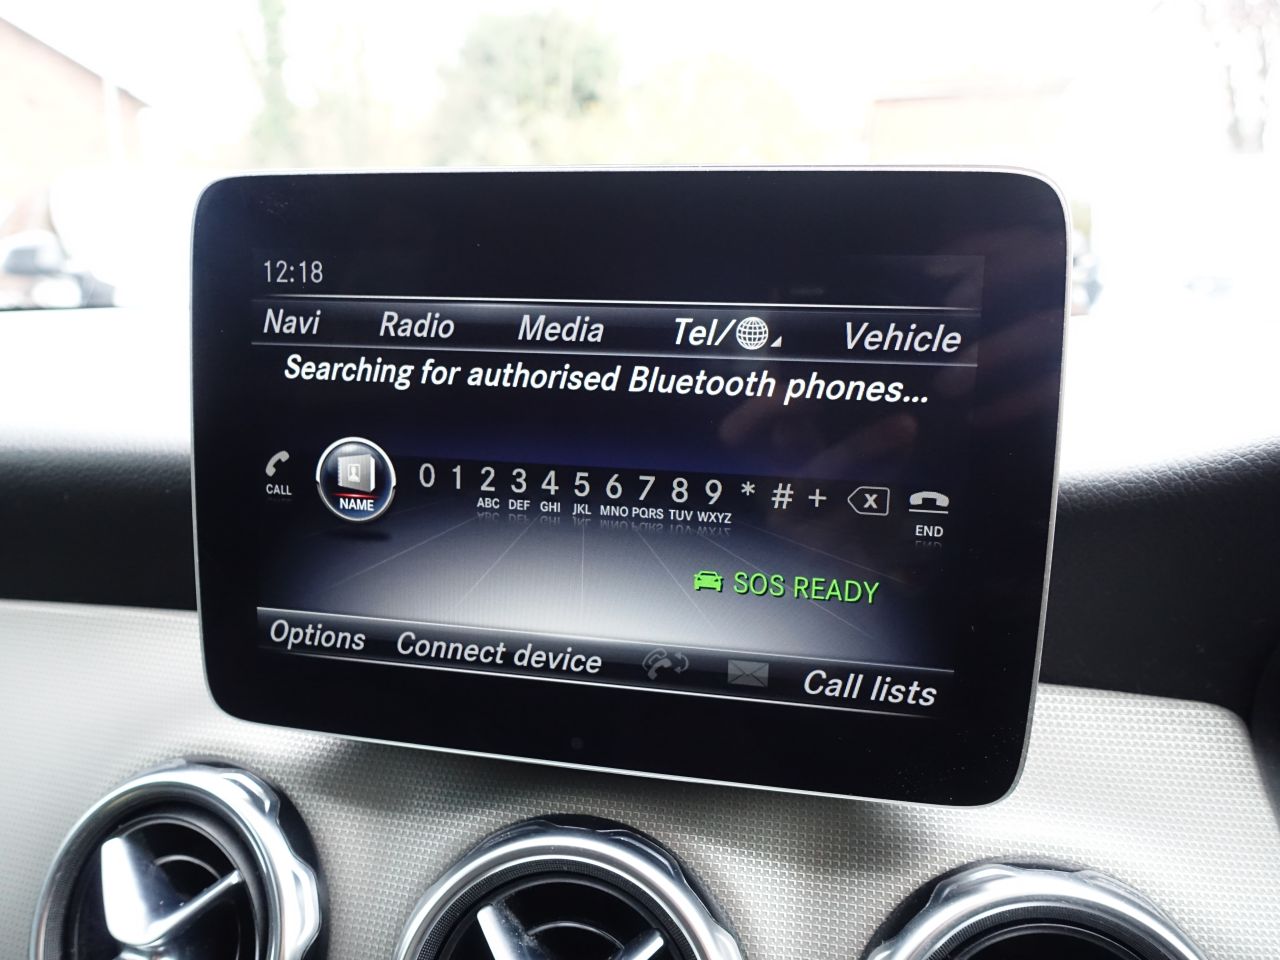 12:18
Navi Radio Media Tel/ Vehicle
Searching for authorised Bluetooth phones...
CALL NAME 0 1 2 3 4 5 6 7 8 9 * # + x END
ABC DEF GHI JKL MNO PQRS TUV WXYZ
SOS READY
Options Connect device Call lists